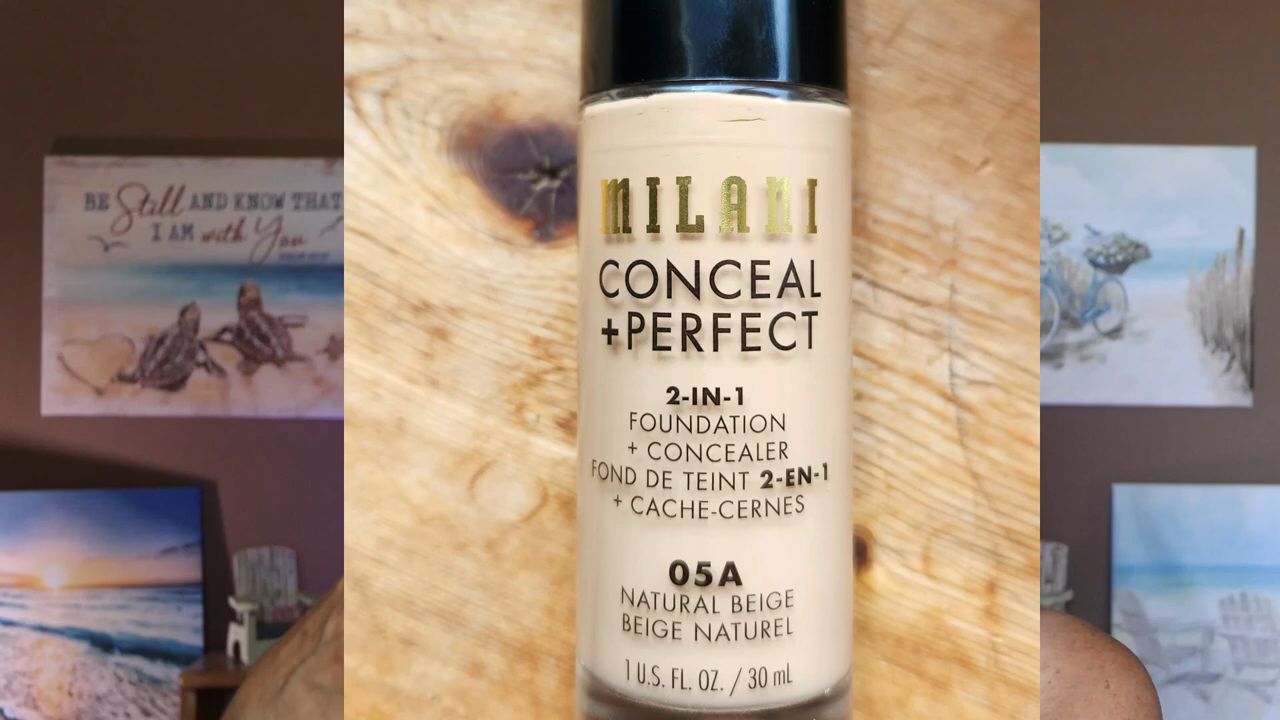 BE Still AND KNOW THAT
I AM with You
MILANI
CONCEAL
+PERFECT
2-IN-1
FOUNDATION
+ CONCEALER
FOND DE TEINT 2-EN-1
+ CACHE-CERNES
05A
NATURAL BEIGE
BEIGE NATUREL
1 U.S. FL. OZ. / 30 mL